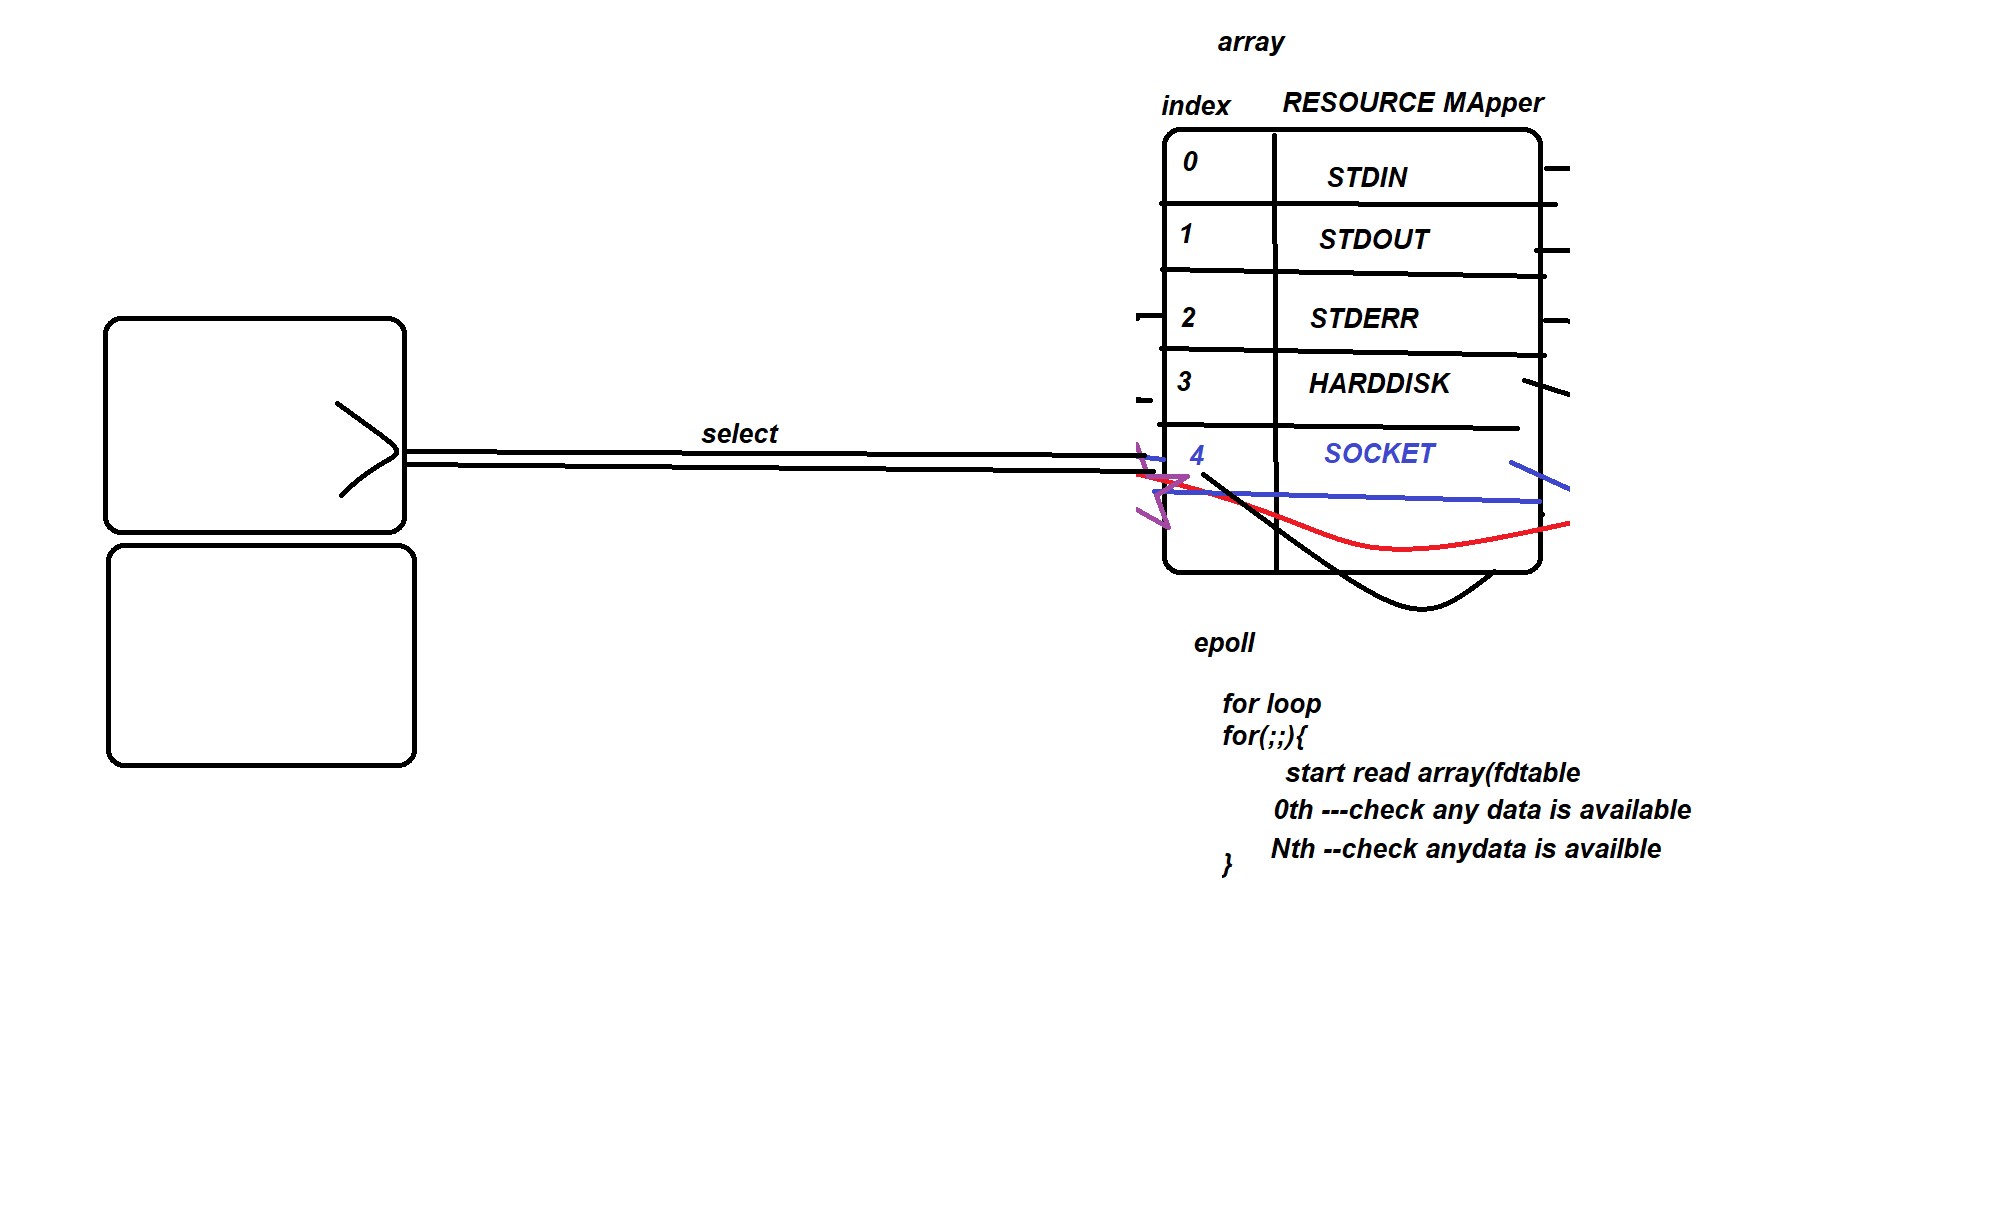 array
index RESOURCE MApper
0 STDIN
1 STDOUT
2 STDERR
3 HARDDISK
select
4 SOCKET
epoll
for loop
for(;;){
start read array(fdtable
0th ---check any data is available
Nth --check anydata is availble
}